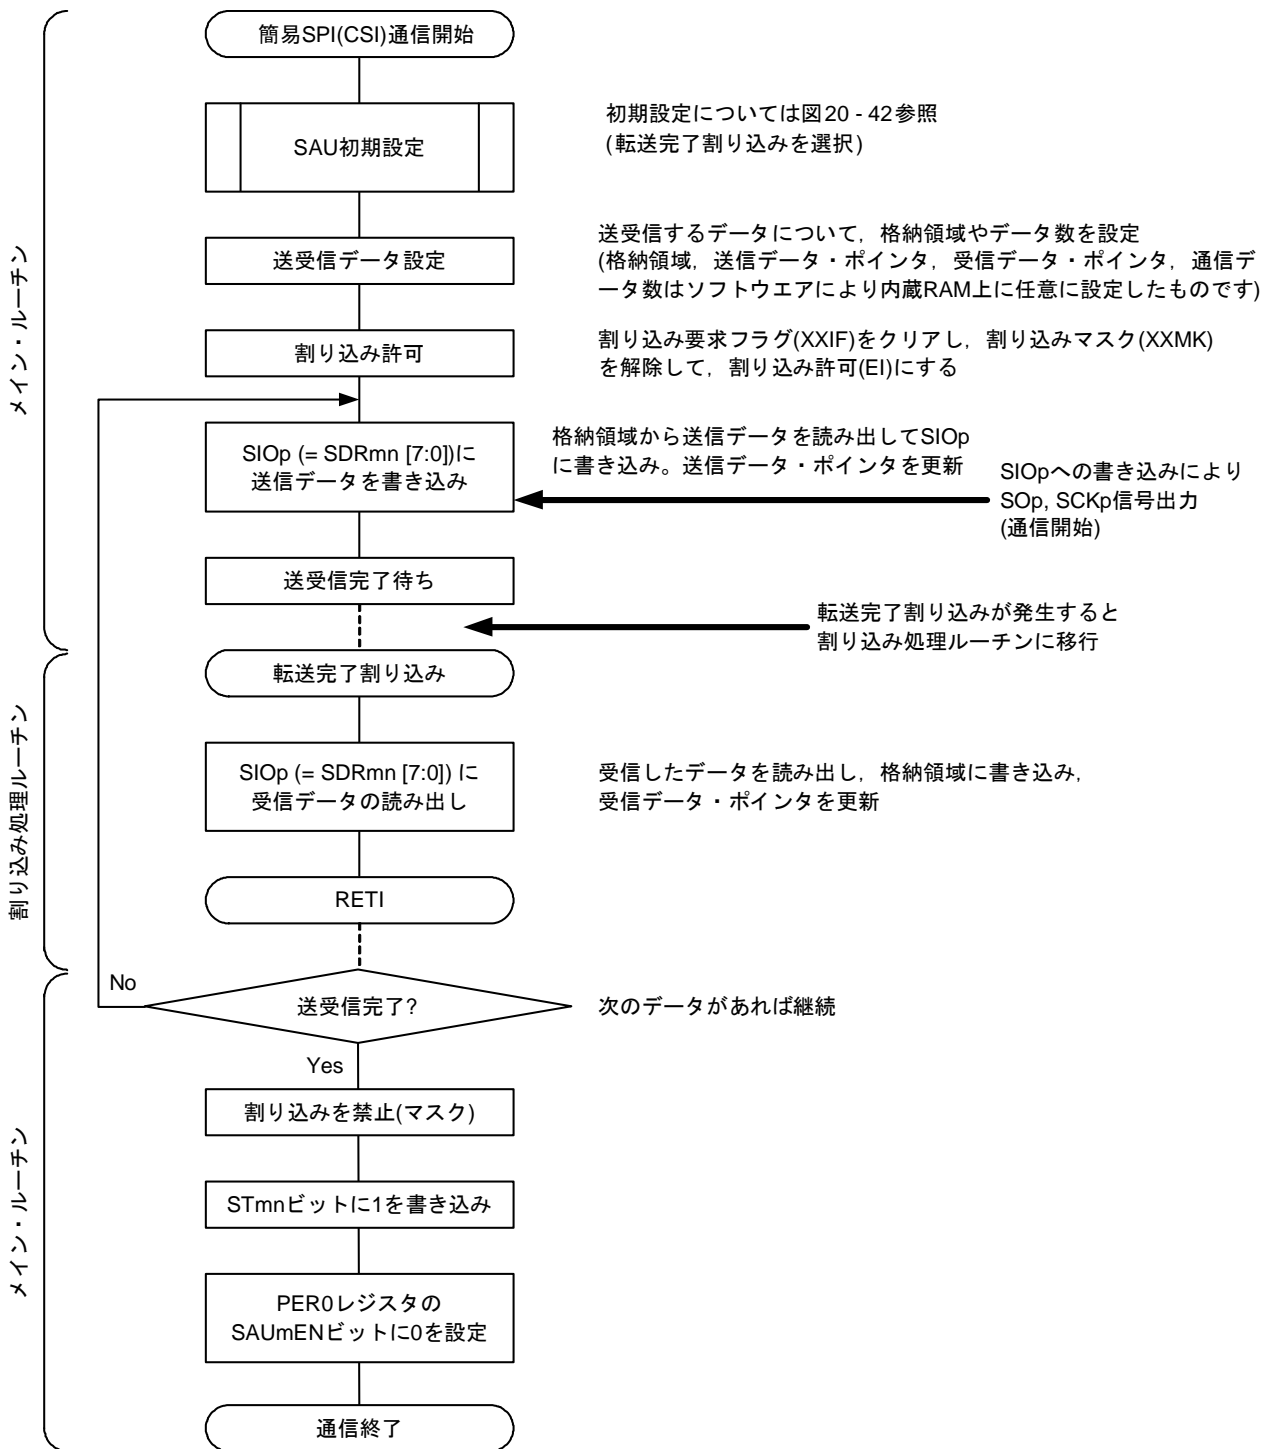 簡易SPI(CSI)通信開始
SAU初期設定
初期設定については図20 - 42参照
(転送完了割り込みを選択)
送受信データ設定
送受信するデータについて，格納領域やデータ数を設定
(格納領域，送信データ・ポインタ，受信データ・ポインタ，通信デ
ータ数はソフトウエアにより内蔵RAM上に任意に設定したものです)
割り込み許可
割り込み要求フラグ(XXIF)をクリアし，割り込みマスク(XXMK)
を解除して，割り込み許可(EI)にする
メイン・ルーチン
SIOp (= SDRmn [7:0])に
送信データを書き込み
格納領域から送信データを読み出してSIOp
に書き込み。送信データ・ポインタを更新
SIOpへの書き込みにより
SOp, SCKp信号出力
(通信開始)
送受信完了待ち
転送完了割り込みが発生すると
割り込み処理ルーチンに移行
転送完了割り込み
割り込み処理ルーチン
SIOp (= SDRmn [7:0]) に
受信データの読み出し
受信したデータを読み出し，格納領域に書き込み，
受信データ・ポインタを更新
RETI
No
送受信完了?
次のデータがあれば継続
Yes
割り込みを禁止(マスク)
メイン・ルーチン
STmnビットに1を書き込み
PER0レジスタの
SAUmENビットに0を設定
通信終了